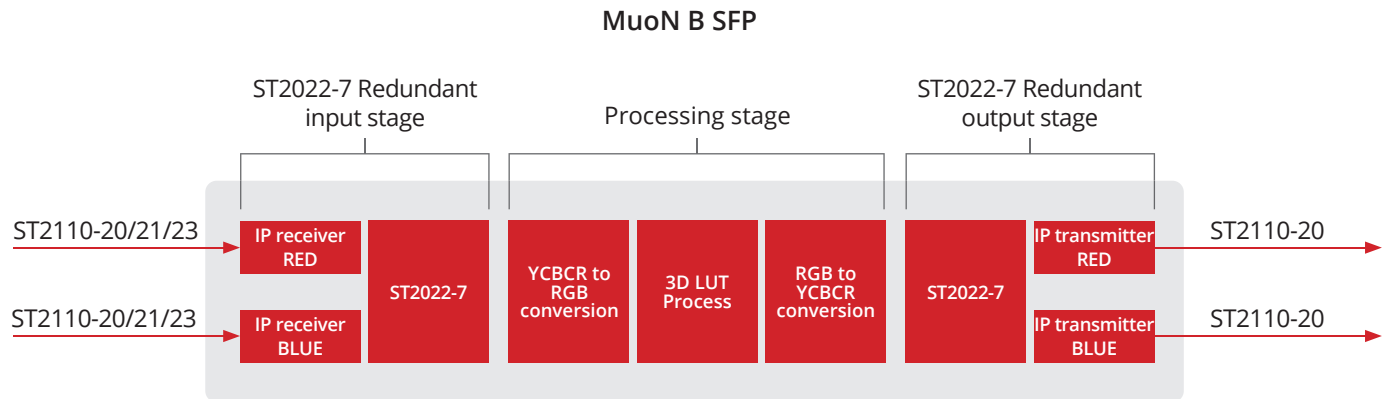 MuoN B SFP
ST2022-7 Redundant
input stage
Processing stage
ST2022-7 Redundant
output stage
ST2110-20/21/23
IP receiver
RED
ST2110-20/21/23
IP receiver
BLUE
ST2022-7
YCBCR to
RGB
conversion
3D LUT
Process
RGB to
YCBCR
conversion
ST2022-7
IP transmitter
RED
ST2110-20
IP transmitter
BLUE
ST2110-20